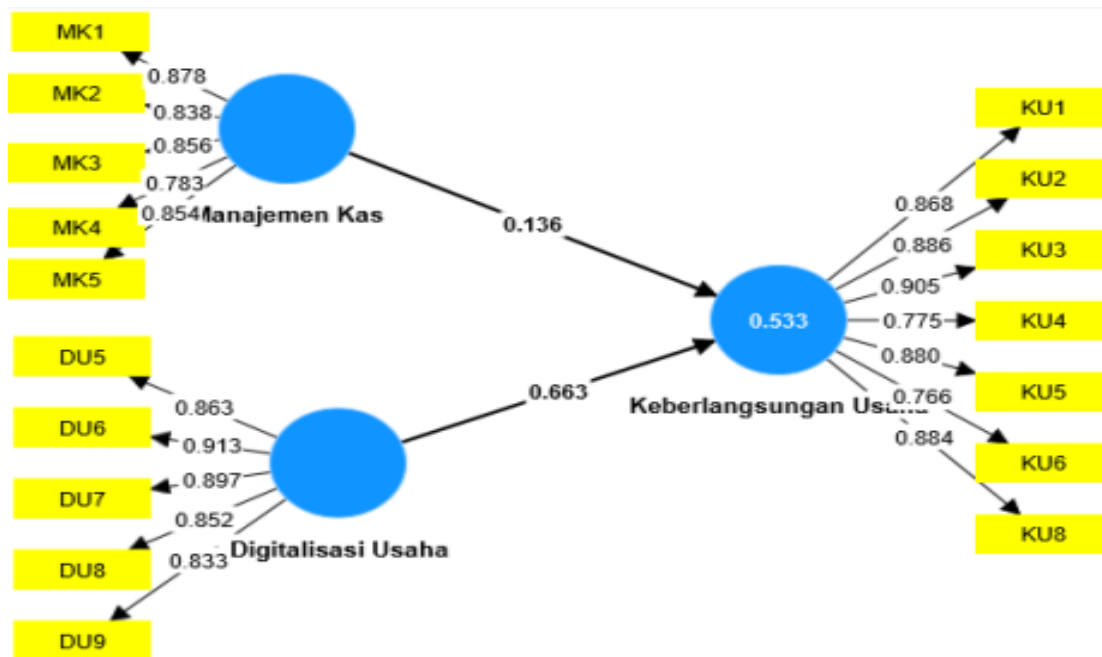 MK1
MK2
MK3
MK4
MK5
0.878
0.838
0.856
0.783
0.854
Manajemen Kas
0.136
DU5
DU6
DU7
DU8
DU9
0.863
0.913
0.897
0.852
0.833
Digitalisasi Usaha
0.663
0.533
Keberlangsungan Usaha
0.868
0.886
0.905
0.775
0.880
0.766
0.884
KU1
KU2
KU3
KU4
KU5
KU6
KU8